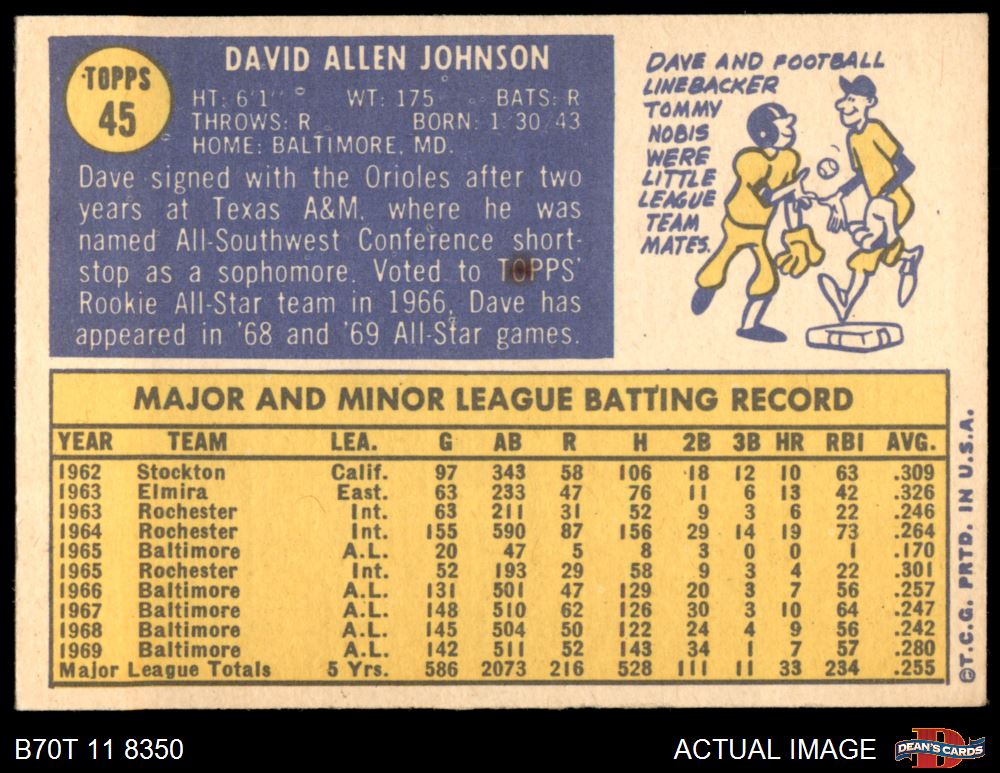 TOPPS
45
DAVID ALLEN JOHNSON
HT: 6'1" WT: 175 BATS: R
THROWS: R BORN: 1 30 43
HOME: BALTIMORE, MD.
Dave signed with the Orioles after two
years at Texas A&M, where he was
named All-Southwest Conference short-
stop as a sophomore. Voted to TOPPS'
Rookie All-Star team in 1966, Dave has
appeared in '68 and '69 All-Star games.
DAVE AND FOOTBALL
LINEBACKER
TOMMY
NOBIS
WERE
LITTLE
LEAGUE
TEAM
MATES.
MAJOR AND MINOR LEAGUE BATTING RECORD
YEAR TEAM LEA. G AB R H 2B 3B HR RBI AVG.
1962 Stockton Calif. 97 343 58 106 18 12 10 63 .309
1963 Elmira East. 63 233 47 76 11 6 13 42 .326
1963 Rochester Int. 63 211 31 52 9 3 6 22 .246
1964 Rochester Int. 155 590 87 156 29 14 19 73 .264
1965 Baltimore A.L. 20 47 5 8 3 0 0 1 .170
1965 Rochester Int. 52 193 29 58 9 3 4 22 .301
1966 Baltimore A.L. 131 501 47 129 20 3 7 56 .257
1967 Baltimore A.L. 148 510 62 126 30 3 10 64 .247
1968 Baltimore A.L. 145 504 50 122 24 4 9 56 .242
1969 Baltimore A.L. 142 511 52 143 34 1 7 57 .280
Major League Totals 5 Yrs. 586 2073 216 528 111 11 33 234 .255
©T.C.G. PRTD. IN U.S.A.
B70T 11 8350
ACTUAL IMAGE
D
DEAN'S CARDS